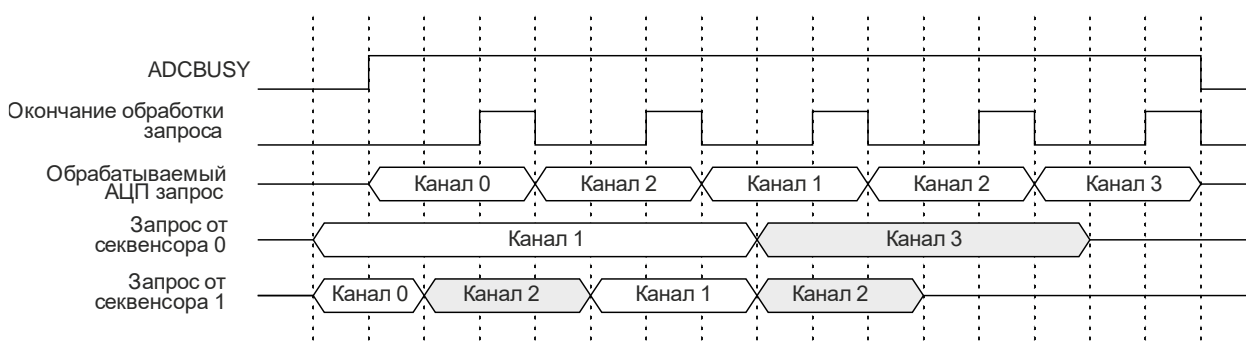 ADCBUSY
Окончание обработки
запроса
Обрабатываемый
АЦП запрос
Канал 0 Канал 2 Канал 1 Канал 2 Канал 3
Запрос от
секвенсора 0
Канал 1 Канал 3
Запрос от
секвенсора 1
Канал 0 Канал 2 Канал 1 Канал 2